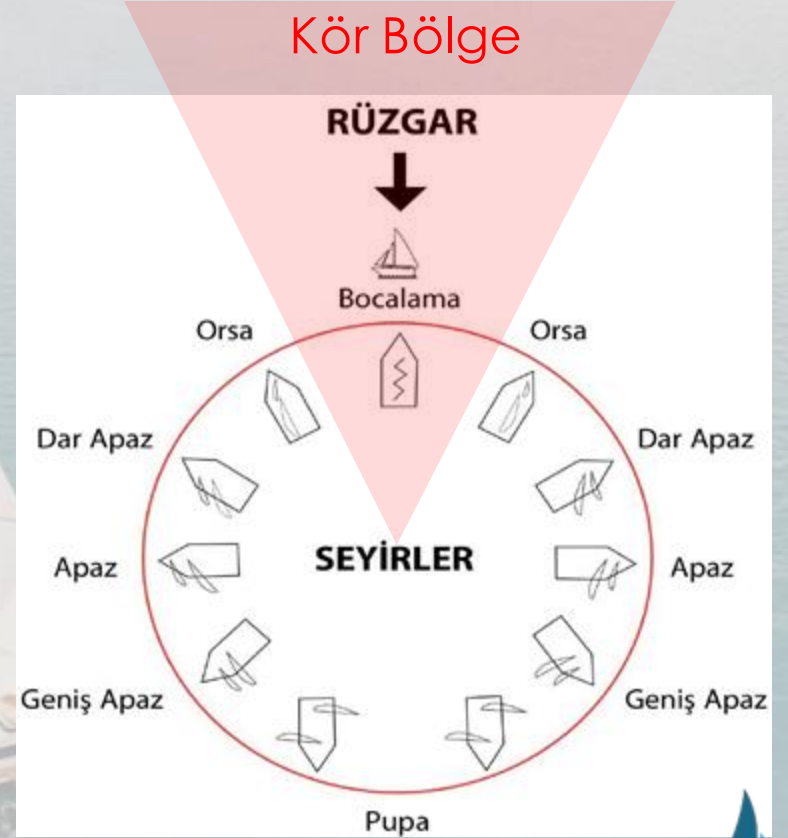 Kör Bölge
RÜZGAR
Bocalama
Orsa
Orsa
Dar Apaz
Dar Apaz
SEYİRLER
Apaz
Apaz
Geniş Apaz
Geniş Apaz
Pupa